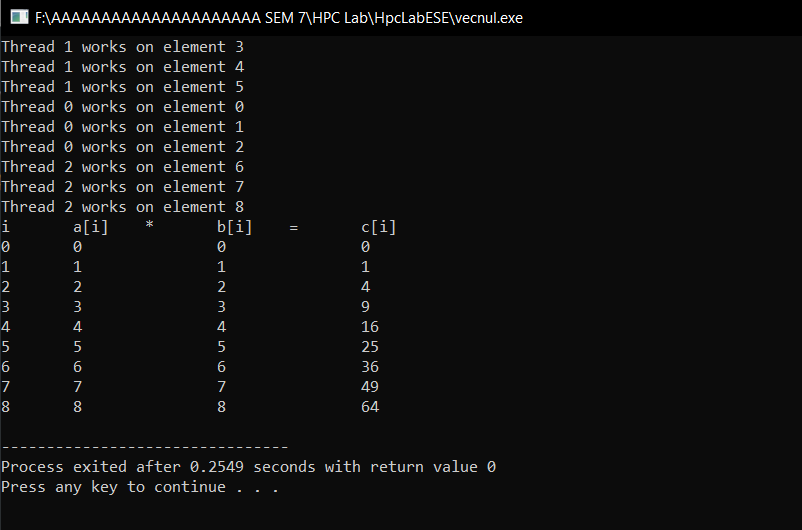 F:\AAAAAAAAAAAAAAAAAAAAA SEM 7\HPC Lab\HpcLabESE\vecnul.exe
Thread 1 works on element 3
Thread 1 works on element 4
Thread 1 works on element 5
Thread 0 works on element 0
Thread 0 works on element 1
Thread 0 works on element 2
Thread 2 works on element 6
Thread 2 works on element 7
Thread 2 works on element 8
i a[i] * b[i] = c[i]
0 0 0 0
1 1 1 1
2 2 2 4
3 3 3 9
4 4 4 16
5 5 5 25
6 6 6 36
7 7 7 49
8 8 8 64
--------------------------------
Process exited after 0.2549 seconds with return value 0
Press any key to continue . . .